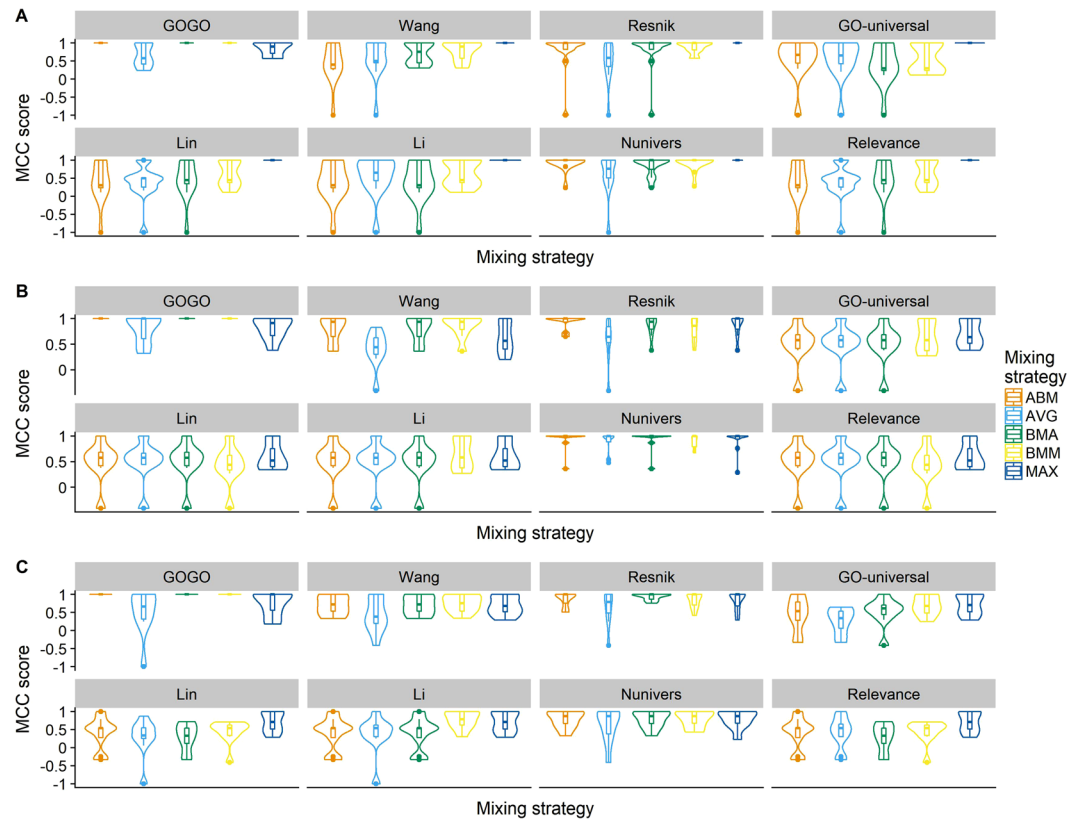 A
GOGO Wang Resnik GO-universal
1
0.5
0
-0.5
-1
Lin Li Nunivers Relevance
1
0.5
0
-0.5
-1
MCC score
Mixing strategy
B
GOGO Wang Resnik GO-universal
1
0.5
0
Lin Li Nunivers Relevance
1
0.5
0
MCC score
Mixing strategy
Mixing
strategy
ABM
AVG
BMA
BMM
MAX
C
GOGO Wang Resnik GO-universal
1
0.5
0
-0.5
-1
Lin Li Nunivers Relevance
1
0.5
0
-0.5
-1
MCC score
Mixing strategy